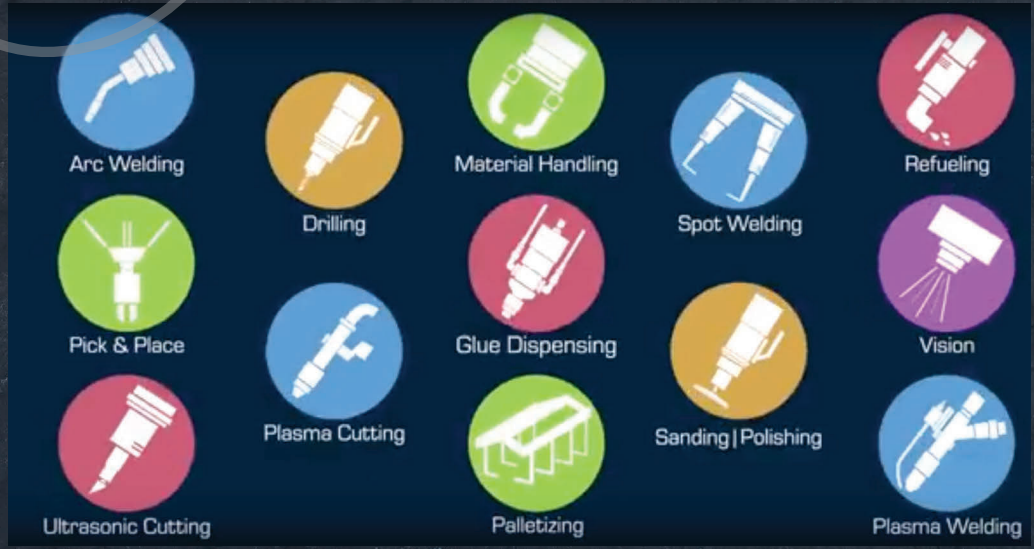 Arc Welding
Drilling
Material Handling
Spot Welding
Refueling
Pick & Place
Plasma Cutting
Glue Dispensing
Sanding|Polishing
Vision
Ultrasonic Cutting
Palletizing
Plasma Welding